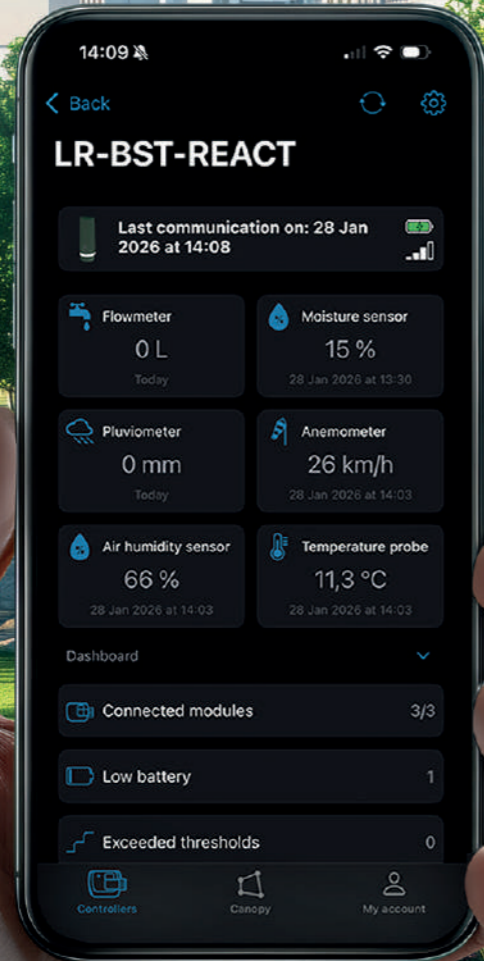 14:09
Back
LR-BST-REACT
Last communication on: 28 Jan
2026 at 14:08
Flowmeter
0 L
Today
Moisture sensor
15 %
28 Jan 2026 at 13:30
Pluviometer
0 mm
Today
Anemometer
26 km/h
28 Jan 2026 at 14:03
Air humidity sensor
66 %
28 Jan 2026 at 14:03
Temperature probe
11,3 °C
28 Jan 2026 at 14:03
Dashboard
Connected modules 3/3
Low battery 1
Exceeded thresholds 0
Controllers
Canopy
My account